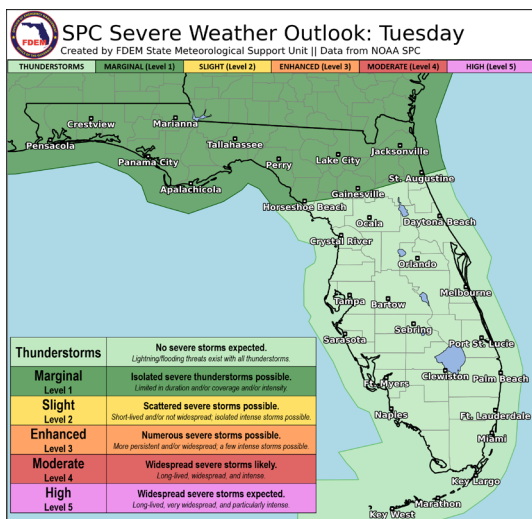 FDEM
SPC Severe Weather Outlook: Tuesday
Created by FDEM State Meteorological Support Unit || Data from NOAA SPC
THUNDERSTORMS MARGINAL (Level 1) SLIGHT (Level 2) ENHANCED (Level 3) MODERATE (Level 4) HIGH (Level 5)
Crestview
Marianna
Pensacola
Tallahassee
Jacksonville
Panama City
Perry
Lake City
Apalachicola
St. Augustine
Gainesville
Horseshoe Beach
Ocala
Daytona Beach
Crystal River
Orlando
Tampa
Bartow
Melbourne
Sebring
Sarasota
Port St. Lucie
Ft. Myers
Clewiston
Palm Beach
Naples
Ft. Lauderdale
Miami
Key Largo
Marathon
Key West
Thunderstorms
No severe storms expected.
Lightning/flooding threats exist with all thunderstorms.
Marginal
Level 1
Isolated severe thunderstorms possible.
Limited in duration and/or coverage and/or intensity
Slight
Level 2
Scattered severe storms possible.
Short-lived and/or not widespread; isolated intense storms possible.
Enhanced
Level 3
Numerous severe storms possible.
More persistent and/or widespread; a few intense storms possible.
Moderate
Level 4
Widespread severe storms likely.
Long-lived, widespread, and intense.
High
Level 5
Widespread severe storms expected.
Long-lived, very widespread, and particularly intense.